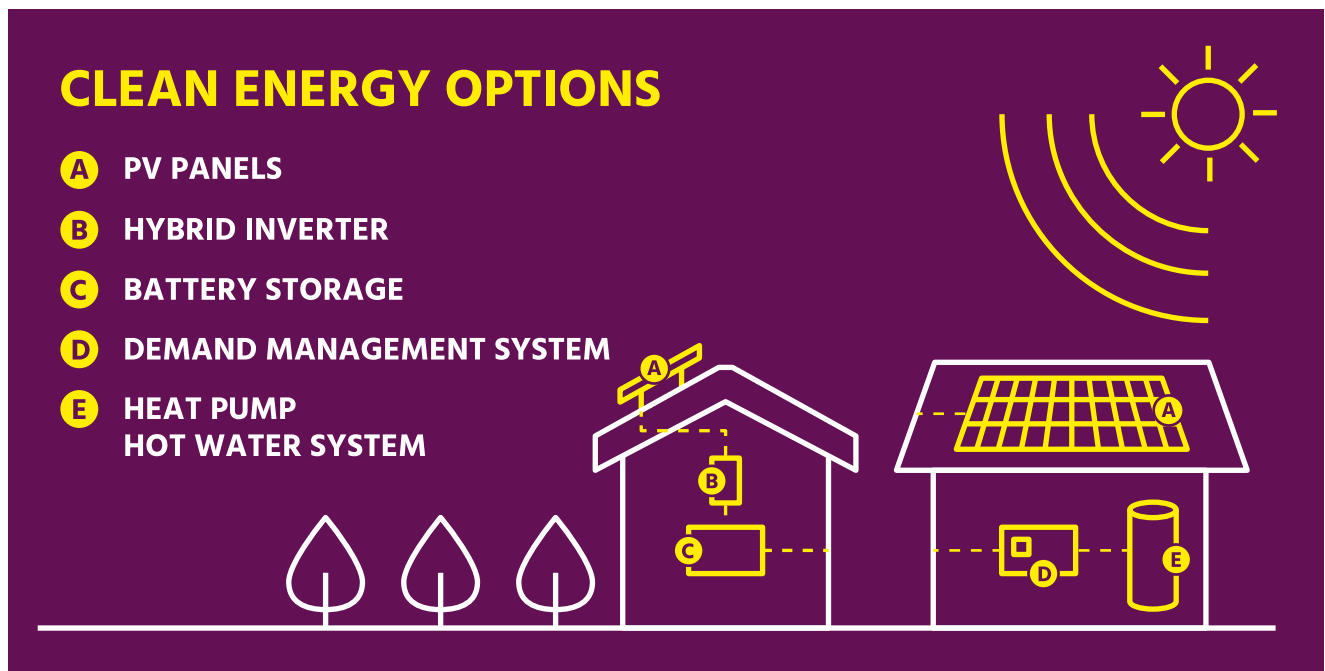 CLEAN ENERGY OPTIONS
A PV PANELS
B HYBRID INVERTER
C BATTERY STORAGE
D DEMAND MANAGEMENT SYSTEM
E HEAT PUMP
HOT WATER SYSTEM
A
A
B
C
D
E